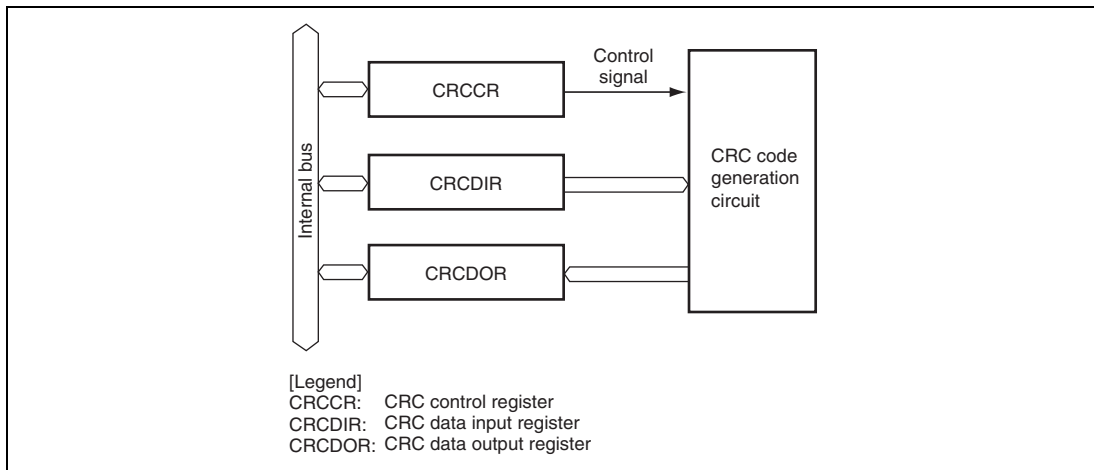 Control
signal
CRCCR
CRC code
generation
circuit
CRCDIR
CRCDOR
Internal bus
[Legend]
CRCCR: CRC control register
CRCDIR: CRC data input register
CRCDOR: CRC data output register